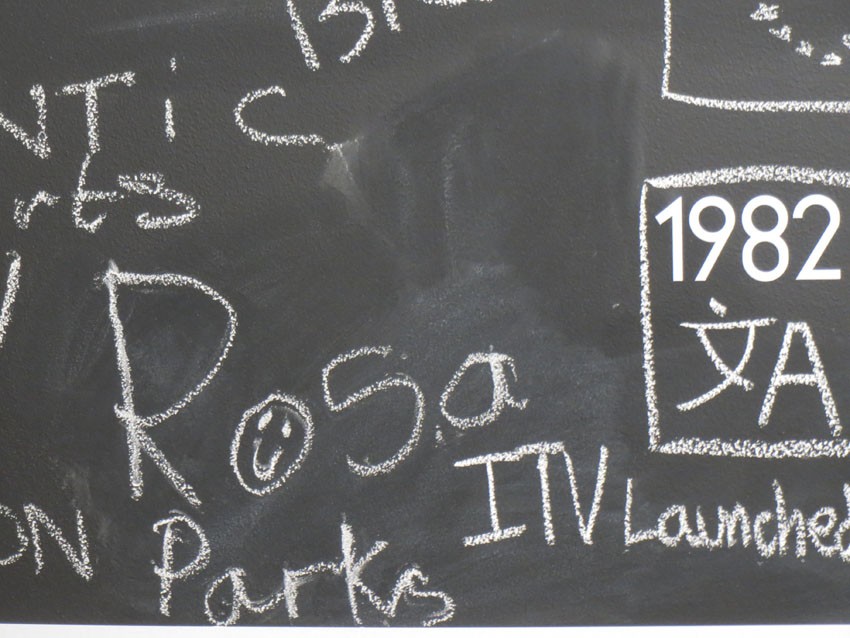 NTic
rts
1982
文A
Rosa
ITV Launched
ON
Parks